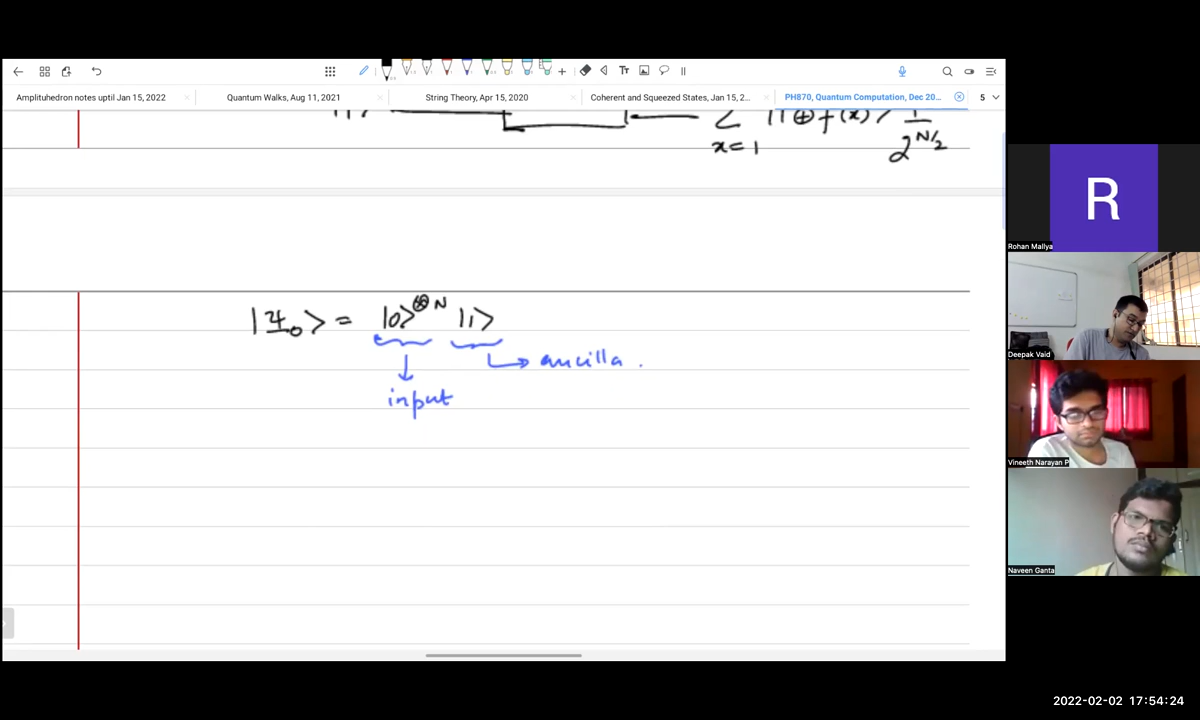 Amplituhedron notes uptil Jan 15, 2022
Quantum Walks, Aug 11, 2021
String Theory, Apr 15, 2020
Coherent and Squeezed States, Jan 15, 2...
PH870, Quantum Computation, Dec 20...
5
Tт
x=1
⊕ f(x)⟩ 1
2^{N/2}
|Ψ₀⟩ = |0⟩^{⊗N} |1⟩
ancilla .
input
R
Rohan Mallya
Deepak Vaid
Vineeth Narayan P
Naveen Ganta
2022-02-02 17:54:24